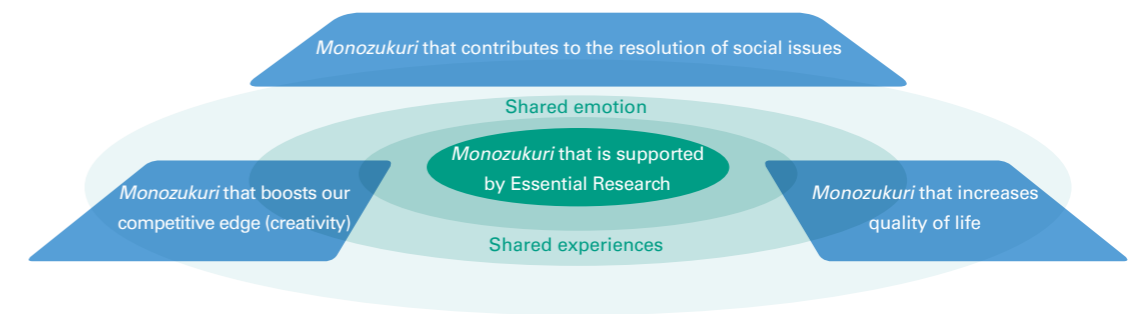 Monozukuri that contributes to the resolution of social issues
Shared emotion
Monozukuri that is supported
by Essential Research
Monozukuri that boosts our
competitive edge (creativity)
Monozukuri that increases
quality of life
Shared experiences